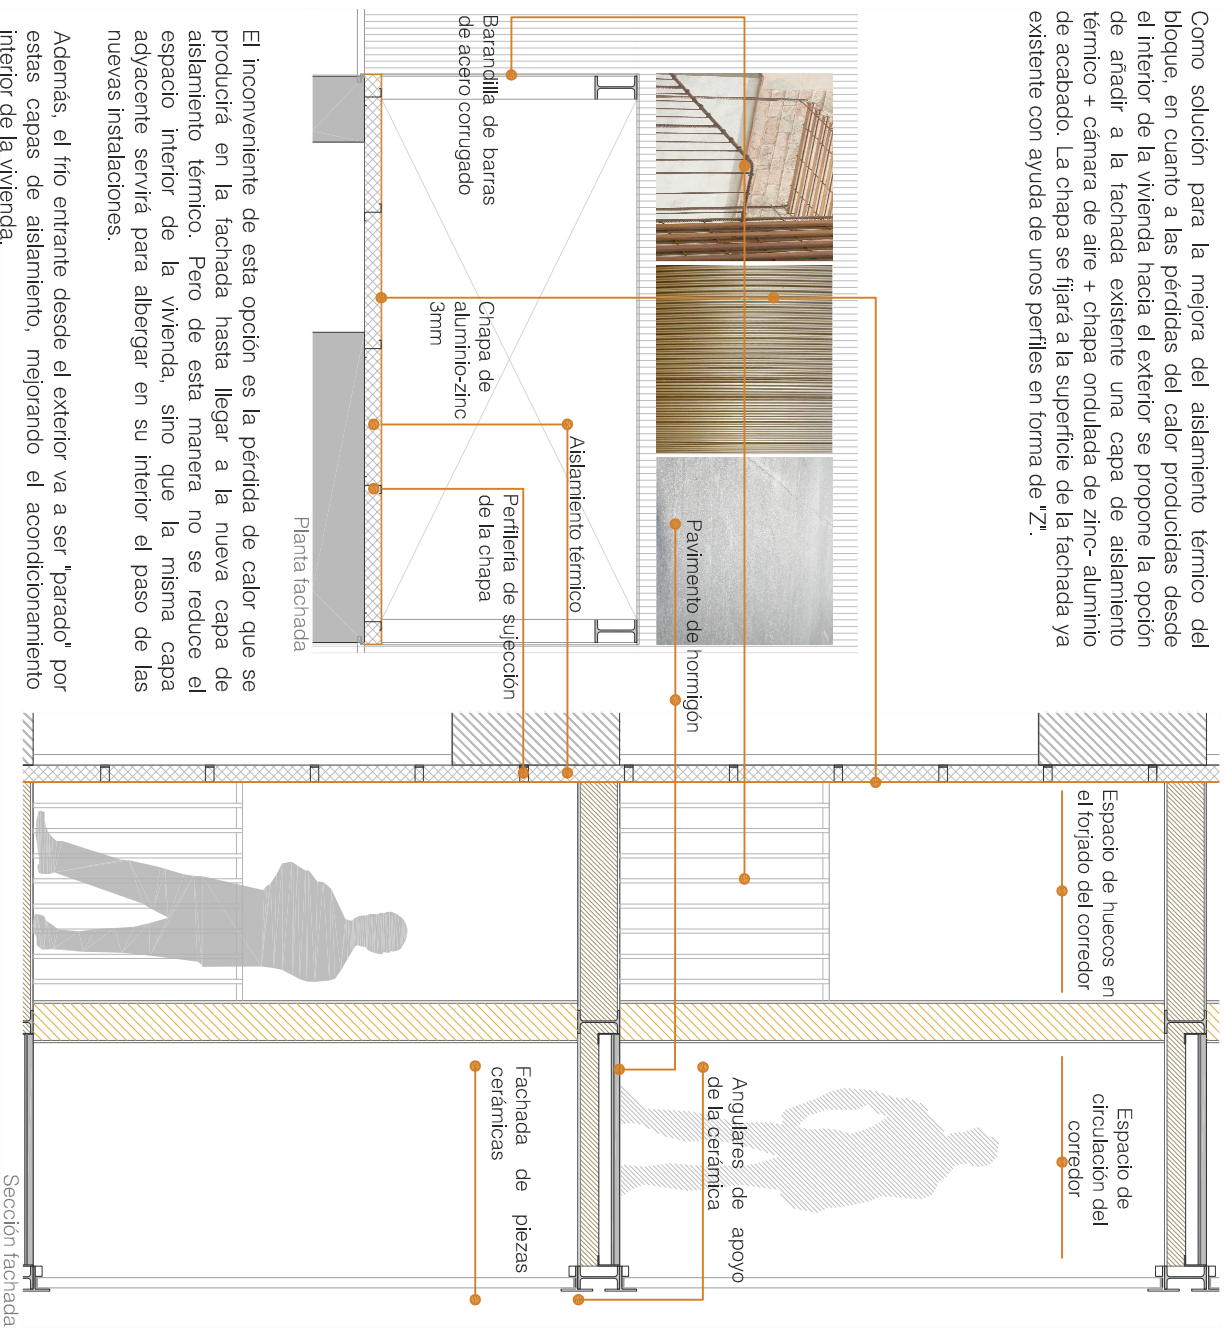 Como solución para la mejora del aislamiento térmico del
bloque, en cuanto a las pérdidas del calor producidas desde
el interior de la vivienda hacia el exterior se propone la opción
de añadir a la fachada existente una capa de aislamiento
térmico + cámara de aire + chapa ondulada de zinc- aluminio
de acabado. La chapa se fijará a la superficie de la fachada ya
existente con ayuda de unos perfiles en forma de "Z".
Espacio de huecos en
el forjado del corredor
Espacio de
circulación del
corredor
Pavimento de hormigón
Angulares de apoyo
de la cerámica
Aislamiento térmico
Perfilería de sujección
de la chapa
Fachada de piezas
cerámicas
Barandilla de barras
de acero corrugado
Chapa de
aluminio-zinc
3mm
Planta fachada
El inconveniente de esta opción es la pérdida de calor que se
producirá en la fachada hasta llegar a la nueva capa de
aislamiento térmico. Pero de esta manera no se reduce el
espacio interior de la vivienda, sino que la misma capa
adyacente servirá para albergar en su interior el paso de las
nuevas instalaciones.
Además, el frío entrante desde el exterior va a ser "parado" por
estas capas de aislamiento, mejorando el acondicionamiento
interior de la vivienda.
Sección fachada